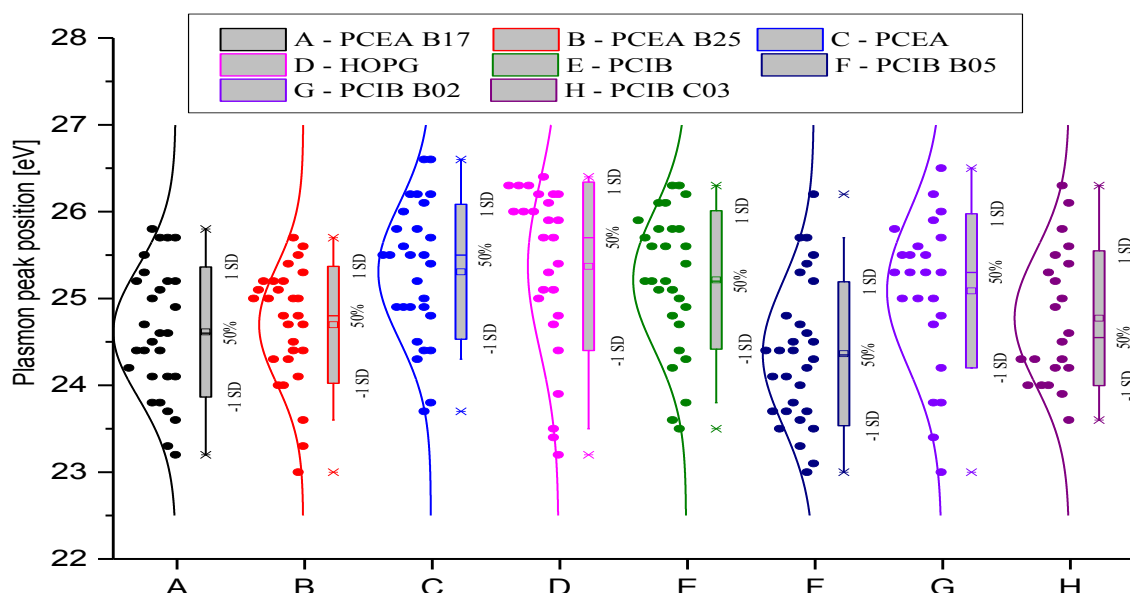 A - PCEA B17 B - PCEA B25 C - PCEA
D - HOPG E - PCIB F - PCIB B05
G - PCIB B02 H - PCIB C03
Plasmon peak position [eV]
28
27
26
25
24
23
22
1 SD 50% -1 SD
1 SD 50% -1 SD
1 SD 50% -1 SD
1 SD 50% -1 SD
1 SD 50% -1 SD
1 SD 50% -1 SD
1 SD 50% -1 SD
1 SD 50% -1 SD
A B C D E F G H